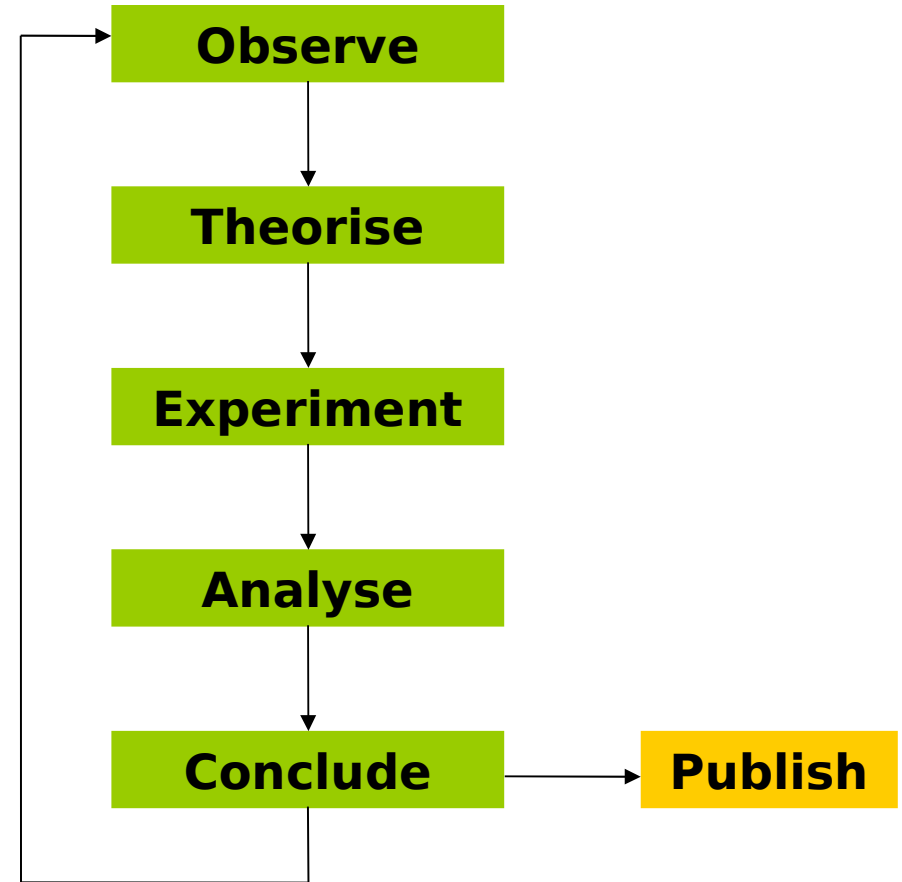 Observe
Theorise
Experiment
Analyse
Conclude
Publish